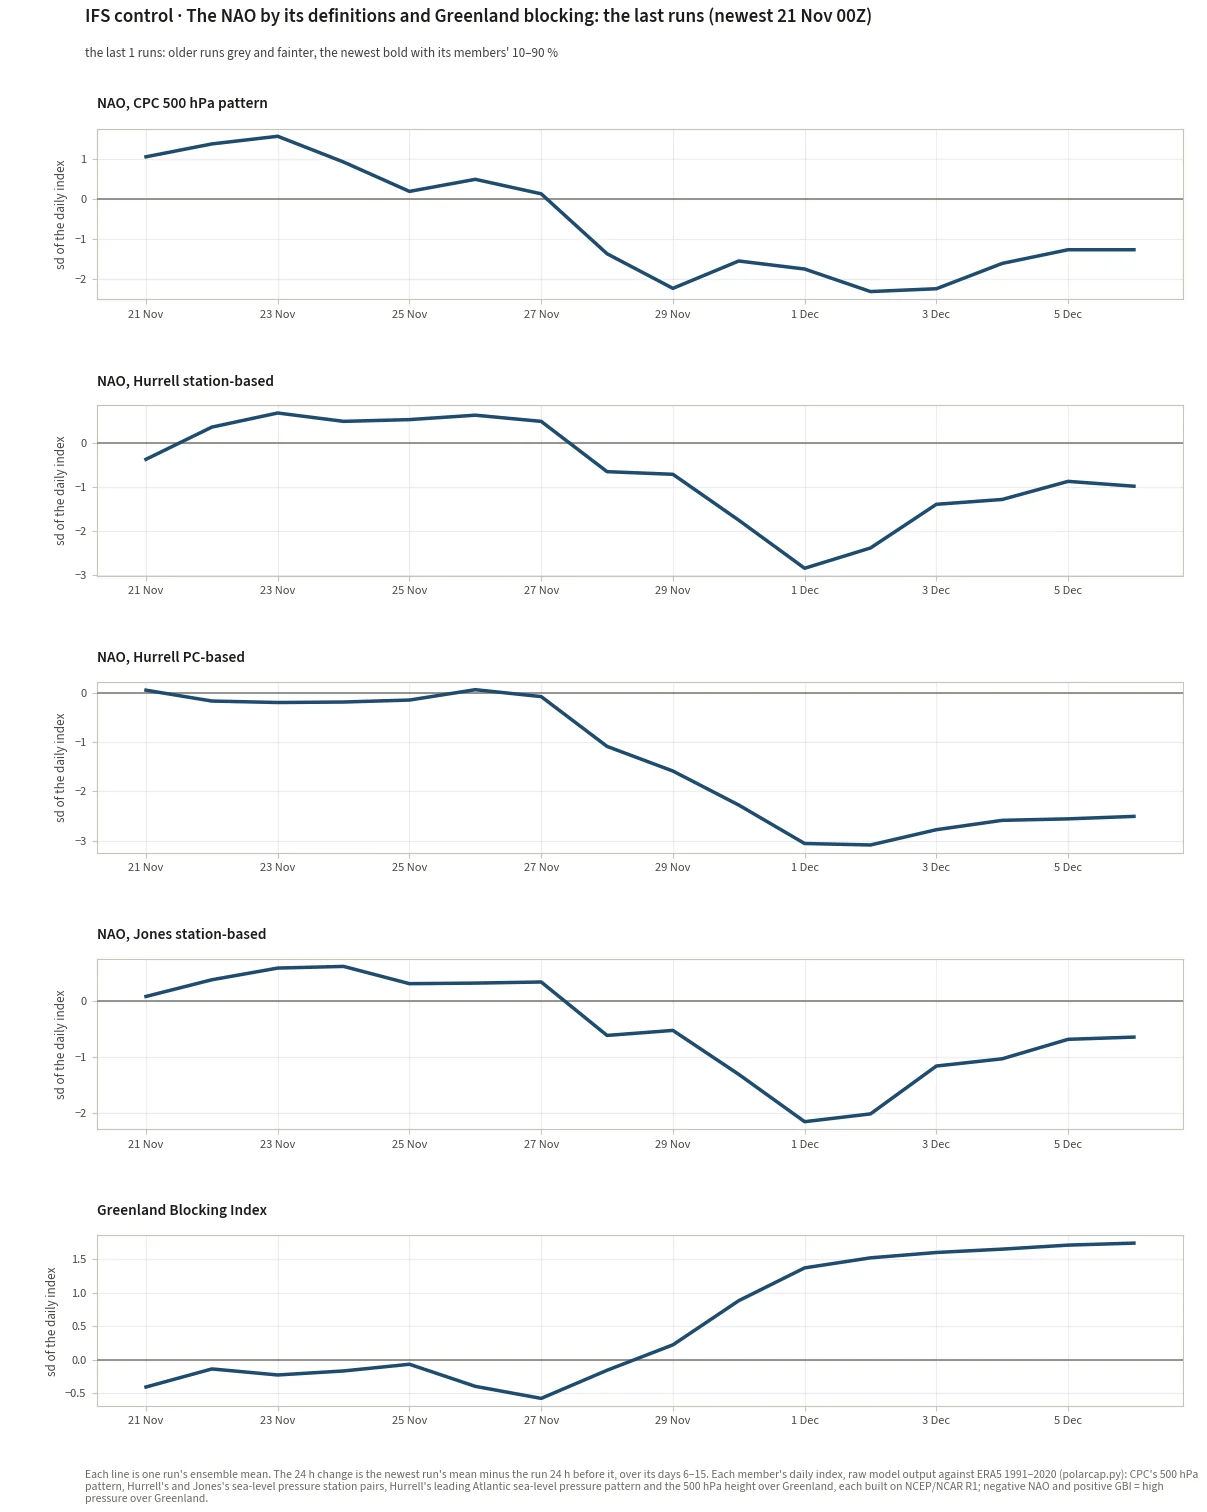 IFS control · The NAO by its definitions and Greenland blocking: the last runs (newest 21 Nov 00Z)
the last 1 runs: older runs grey and fainter, the newest bold with its members' 10–90 %
NAO, CPC 500 hPa pattern
sd of the daily index
1
0
−1
−2
21 Nov
23 Nov
25 Nov
27 Nov
29 Nov
1 Dec
3 Dec
5 Dec
NAO, Hurrell station-based
sd of the daily index
0
−1
−2
−3
21 Nov
23 Nov
25 Nov
27 Nov
29 Nov
1 Dec
3 Dec
5 Dec
NAO, Hurrell PC-based
sd of the daily index
0
−1
−2
−3
21 Nov
23 Nov
25 Nov
27 Nov
29 Nov
1 Dec
3 Dec
5 Dec
NAO, Jones station-based
sd of the daily index
0
−1
−2
21 Nov
23 Nov
25 Nov
27 Nov
29 Nov
1 Dec
3 Dec
5 Dec
Greenland Blocking Index
sd of the daily index
1.5
1.0
0.5
0.0
−0.5
21 Nov
23 Nov
25 Nov
27 Nov
29 Nov
1 Dec
3 Dec
5 Dec
Each line is one run's ensemble mean. The 24 h change is the newest run's mean minus the run 24 h before it, over its days 6–15. Each member's daily index, raw model output against ERA5 1991–2020 (polarcap.py): CPC's 500 hPa
pattern, Hurrell's and Jones's sea-level pressure station pairs, Hurrell's leading Atlantic sea-level pressure pattern and the 500 hPa height over Greenland, each built on NCEP/NCAR R1; negative NAO and positive GBI = high
pressure over Greenland.